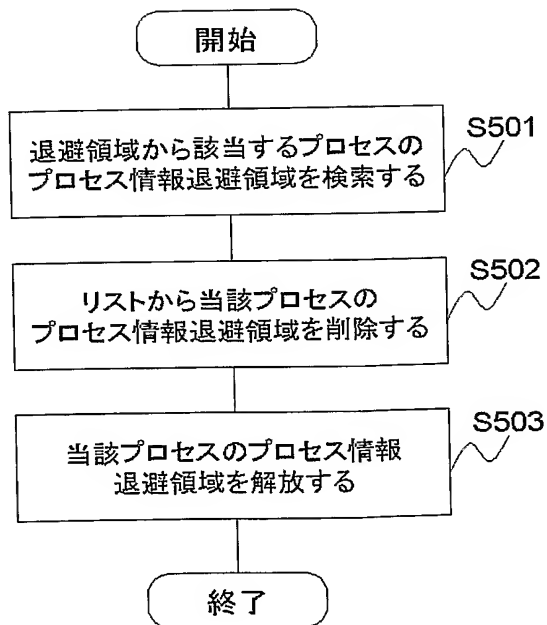 開始
退避領域から該当するプロセスの
プロセス情報退避領域を検索する
S501
リストから当該プロセスの
プロセス情報退避領域を削除する
S502
当該プロセスのプロセス情報
退避領域を解放する
S503
終了